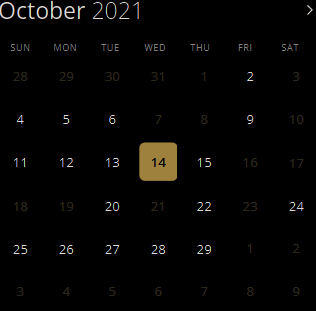 October 2021 >
SUN MON TUE WED THU FRI SAT
28 29 30 31 1 2 3
4 5 6 7 8 9 10
11 12 13 14 15 16 17
18 19 20 21 22 23 24
25 26 27 28 29 1 2
3 4 5 6 7 8 9